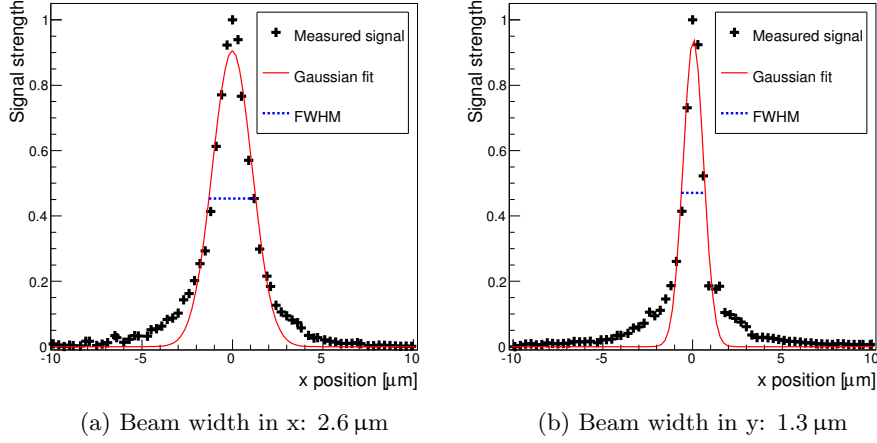 Signal strength
1
0.8
0.6
0.4
0.2
0
Measured signal
Gaussian fit
FWHM
-10 -5 0 5 10
x position [μm]
(a) Beam width in x: 2.6 μm
Signal strength
1
0.8
0.6
0.4
0.2
0
Measured signal
Gaussian fit
FWHM
-10 -5 0 5 10
x position [μm]
(b) Beam width in y: 1.3 μm